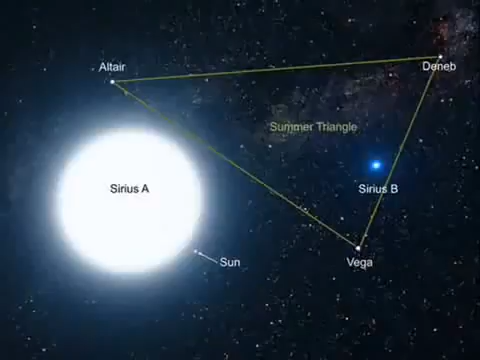 Altair
Deneb
Summer Triangle
Sirius A
Sirius B
Sun
Vega